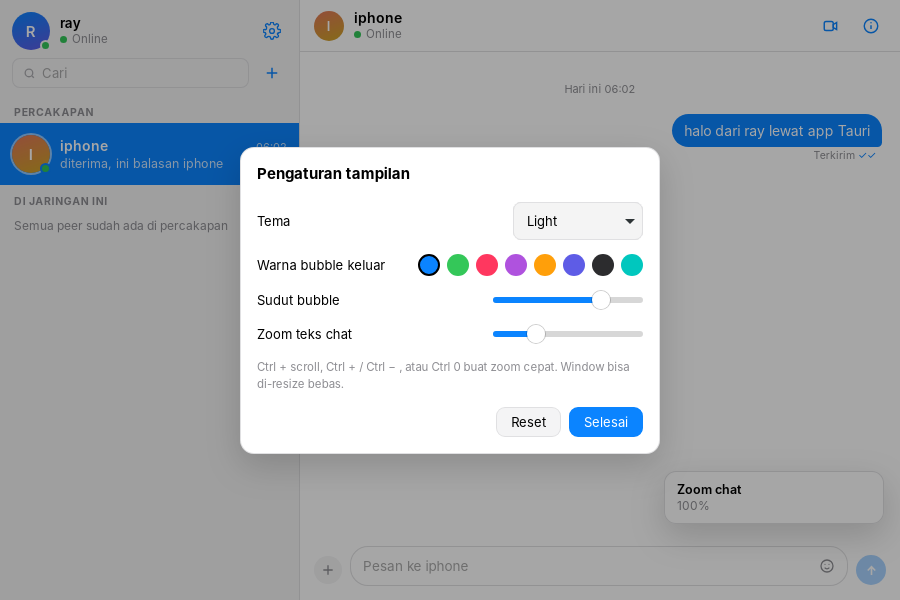 R
ray
Online
Cari
PERCAKAPAN
I
iphone
06:02
diterima, ini balasan iphone
DI JARINGAN INI
Semua peer sudah ada di percakapan
I
iphone
Online
Hari ini 06:02
halo dari ray lewat app Tauri
Terkirim ✓✓
Pengaturan tampilan
Tema
Light
Warna bubble keluar
Sudut bubble
Zoom teks chat
Ctrl + scroll, Ctrl + / Ctrl − , atau Ctrl 0 buat zoom cepat. Window bisa
di-resize bebas.
Reset
Selesai
Zoom chat
100%
Pesan ke iphone